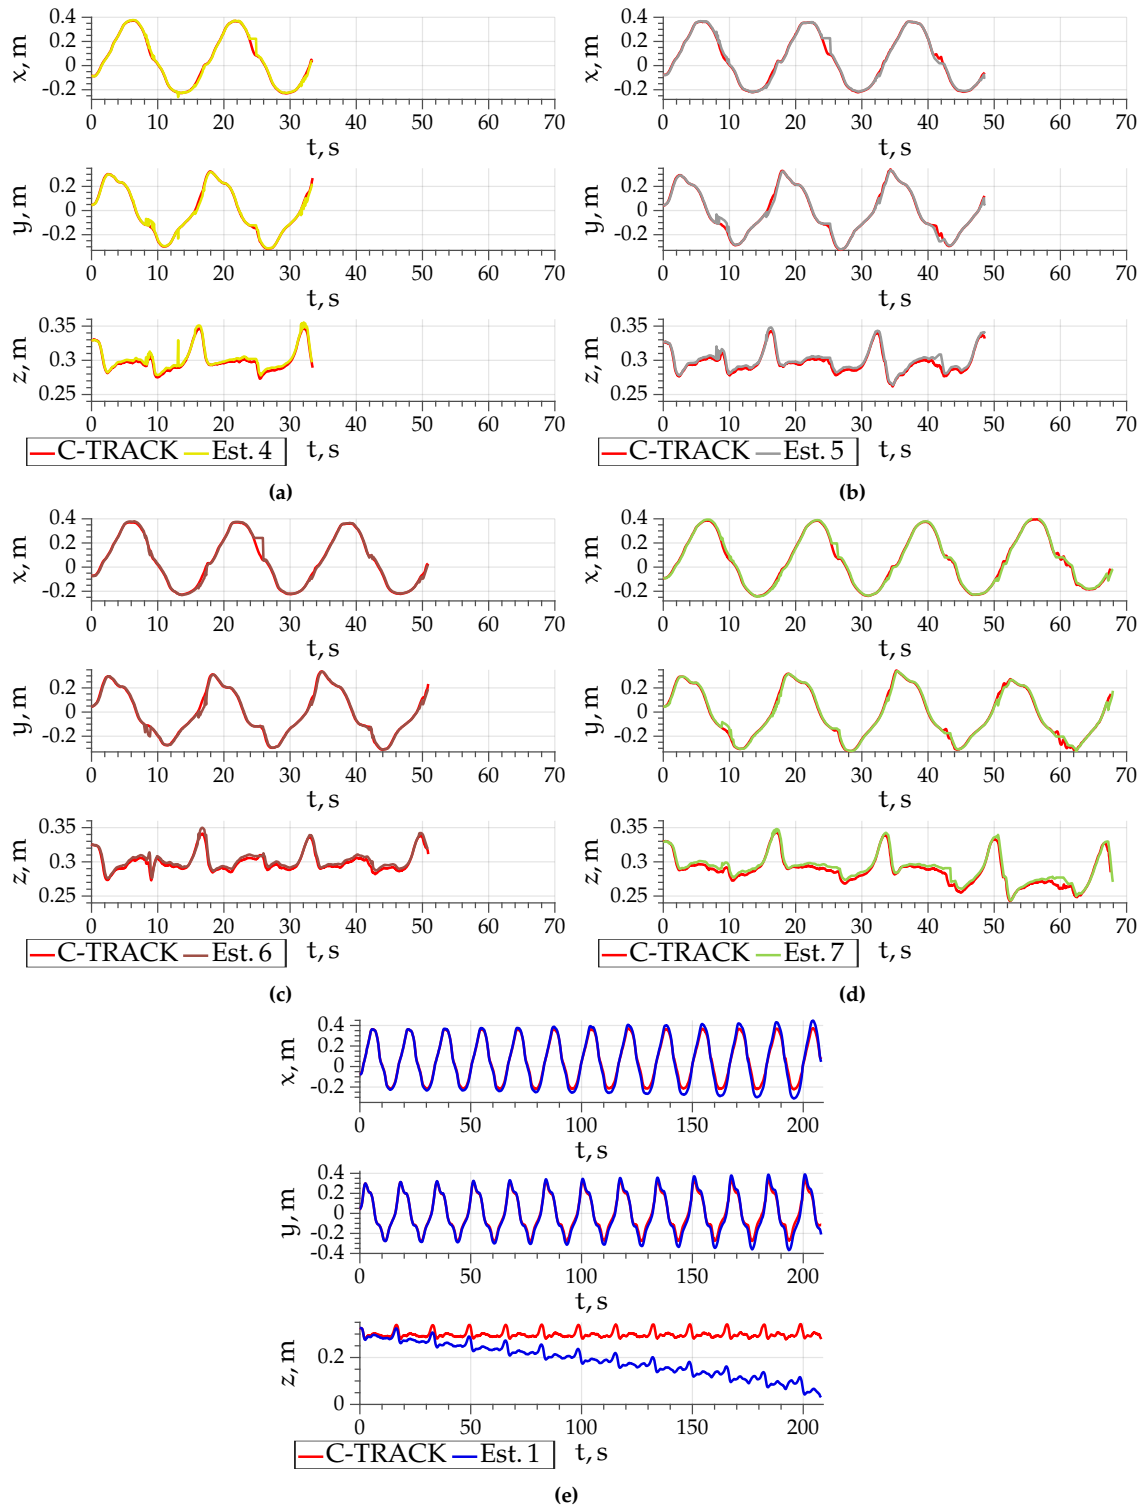 0.4
0.2
0
-0.2
x, m
0 10 20 30 40 50 60 70
t, s
0.2
0
-0.2
y, m
0 10 20 30 40 50 60 70
t, s
0.35
0.3
0.25
z, m
0 10 20 30 40 50 60 70
C-TRACK Est. 4 t, s
(a)
0.4
0.2
0
-0.2
x, m
0 10 20 30 40 50 60 70
t, s
0.2
0
-0.2
y, m
0 10 20 30 40 50 60 70
t, s
0.35
0.3
0.25
z, m
0 10 20 30 40 50 60 70
C-TRACK Est. 5 t, s
(b)
0.4
0.2
0
-0.2
x, m
0 10 20 30 40 50 60 70
t, s
0.2
0
-0.2
y, m
0 10 20 30 40 50 60 70
t, s
0.35
0.3
0.25
z, m
0 10 20 30 40 50 60 70
C-TRACK Est. 6 t, s
(c)
0.4
0.2
0
-0.2
x, m
0 10 20 30 40 50 60 70
t, s
0.2
0
-0.2
y, m
0 10 20 30 40 50 60 70
t, s
0.35
0.3
0.25
z, m
0 10 20 30 40 50 60 70
C-TRACK Est. 7 t, s
(d)
0.4
0.2
0
-0.2
x, m
0 50 100 150 200
t, s
0.4
0.2
0
-0.2
-0.4
y, m
0 50 100 150 200
t, s
0.2
0
z, m
0 50 100 150 200
C-TRACK Est. 1 t, s
(e)